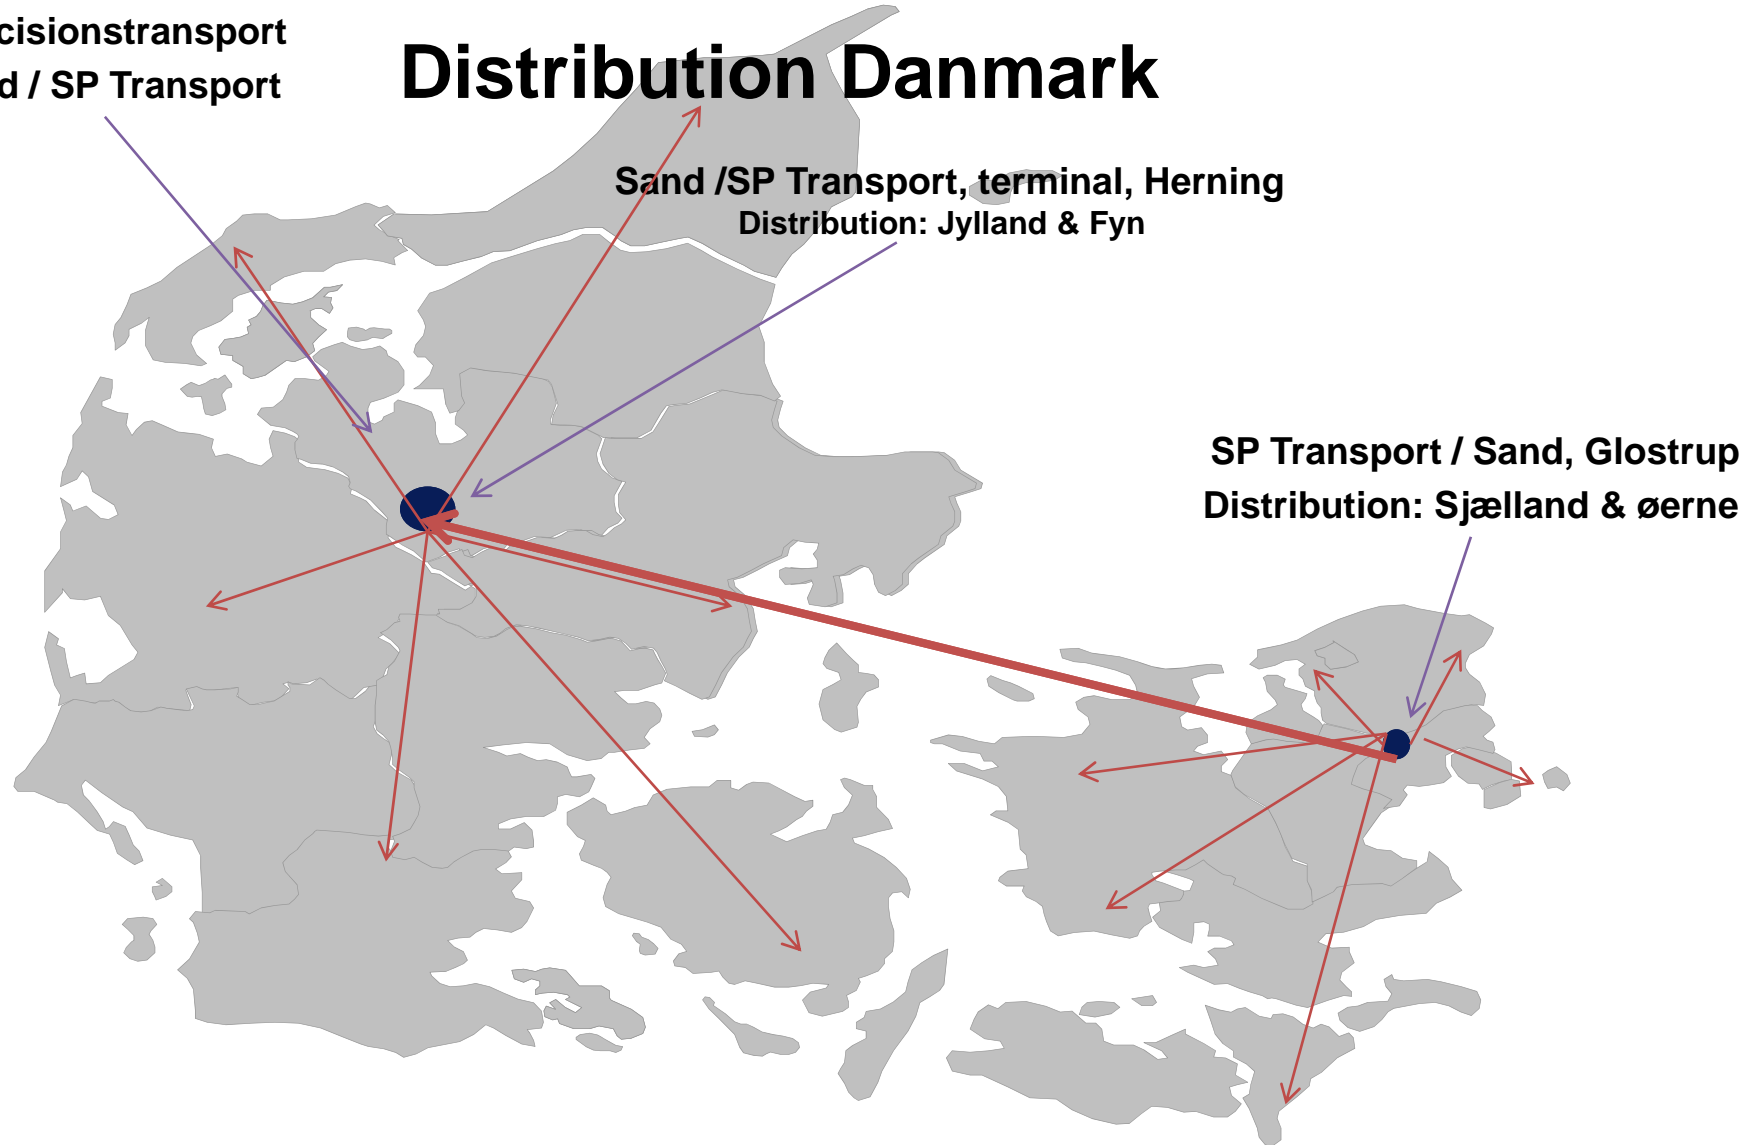 cisionstransport
d / SP Transport
Distribution Danmark
Sand /SP Transport, terminal, Herning
Distribution: Jylland & Fyn
SP Transport / Sand, Glostrup
Distribution: Sjælland & øerne